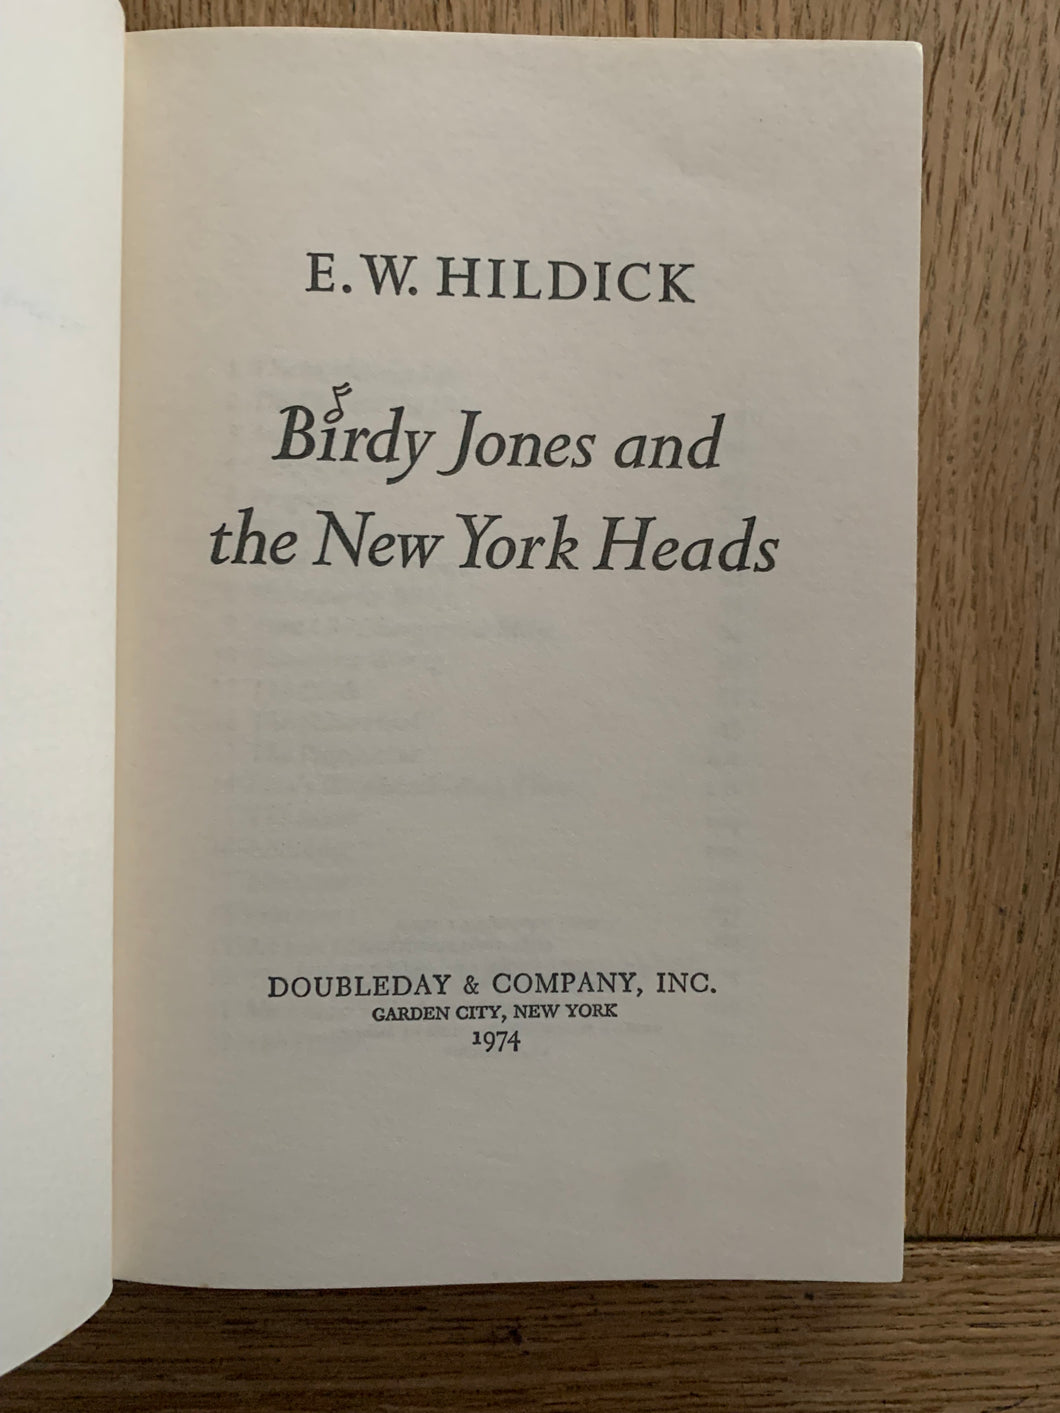 E. W. HILDICK
Birdy Jones and
the New York Heads
DOUBLEDAY & COMPANY, INC.
GARDEN CITY, NEW YORK
1974